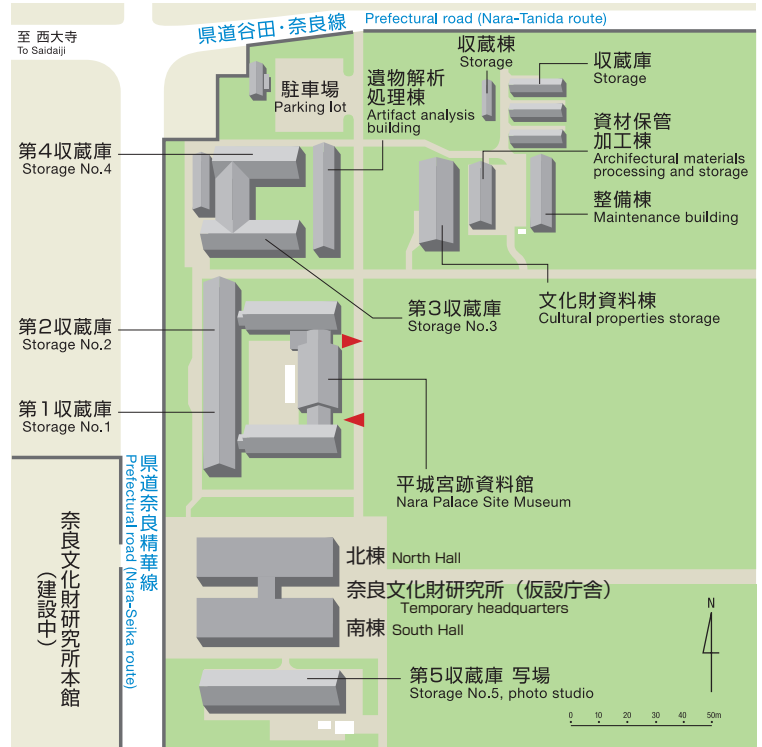 至 西大寺
To Saidaiji
県道谷田・奈良線
Prefectural road (Nara-Tanida route)
駐車場
Parking lot
遺物解析
処理棟
Artifact analysis
building
収蔵棟
Storage
収蔵庫
Storage
資材保管
加工棟
Archifectural materials
processing and storage
整備棟
Maintenance building
第4収蔵庫
Storage No.4
第3収蔵庫
Storage No.3
文化財資料棟
Cultural properties storage
第2収蔵庫
Storage No.2
第1収蔵庫
Storage No.1
平城宮跡資料館
Nara Palace Site Museum
県道奈良精華線
Prefectural road (Nara-Seika route)
奈良文化財研究所本館
(建設中)
北棟 North Hall
奈良文化財研究所(仮設庁舎)
Temporary headquarters
南棟 South Hall
第5収蔵庫 写場
Storage No.5, photo studio
N
0 10 20 30 40 50m